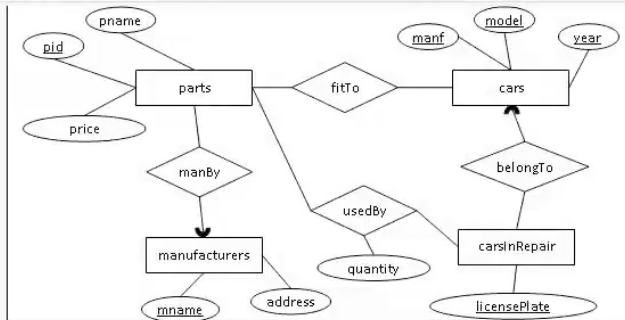 pname
model
manf
year
pid
parts
fitTo
cars
price
manBy
belongTo
usedBy
manufacturers
carsInRepair
quantity
mname
address
licensePlate